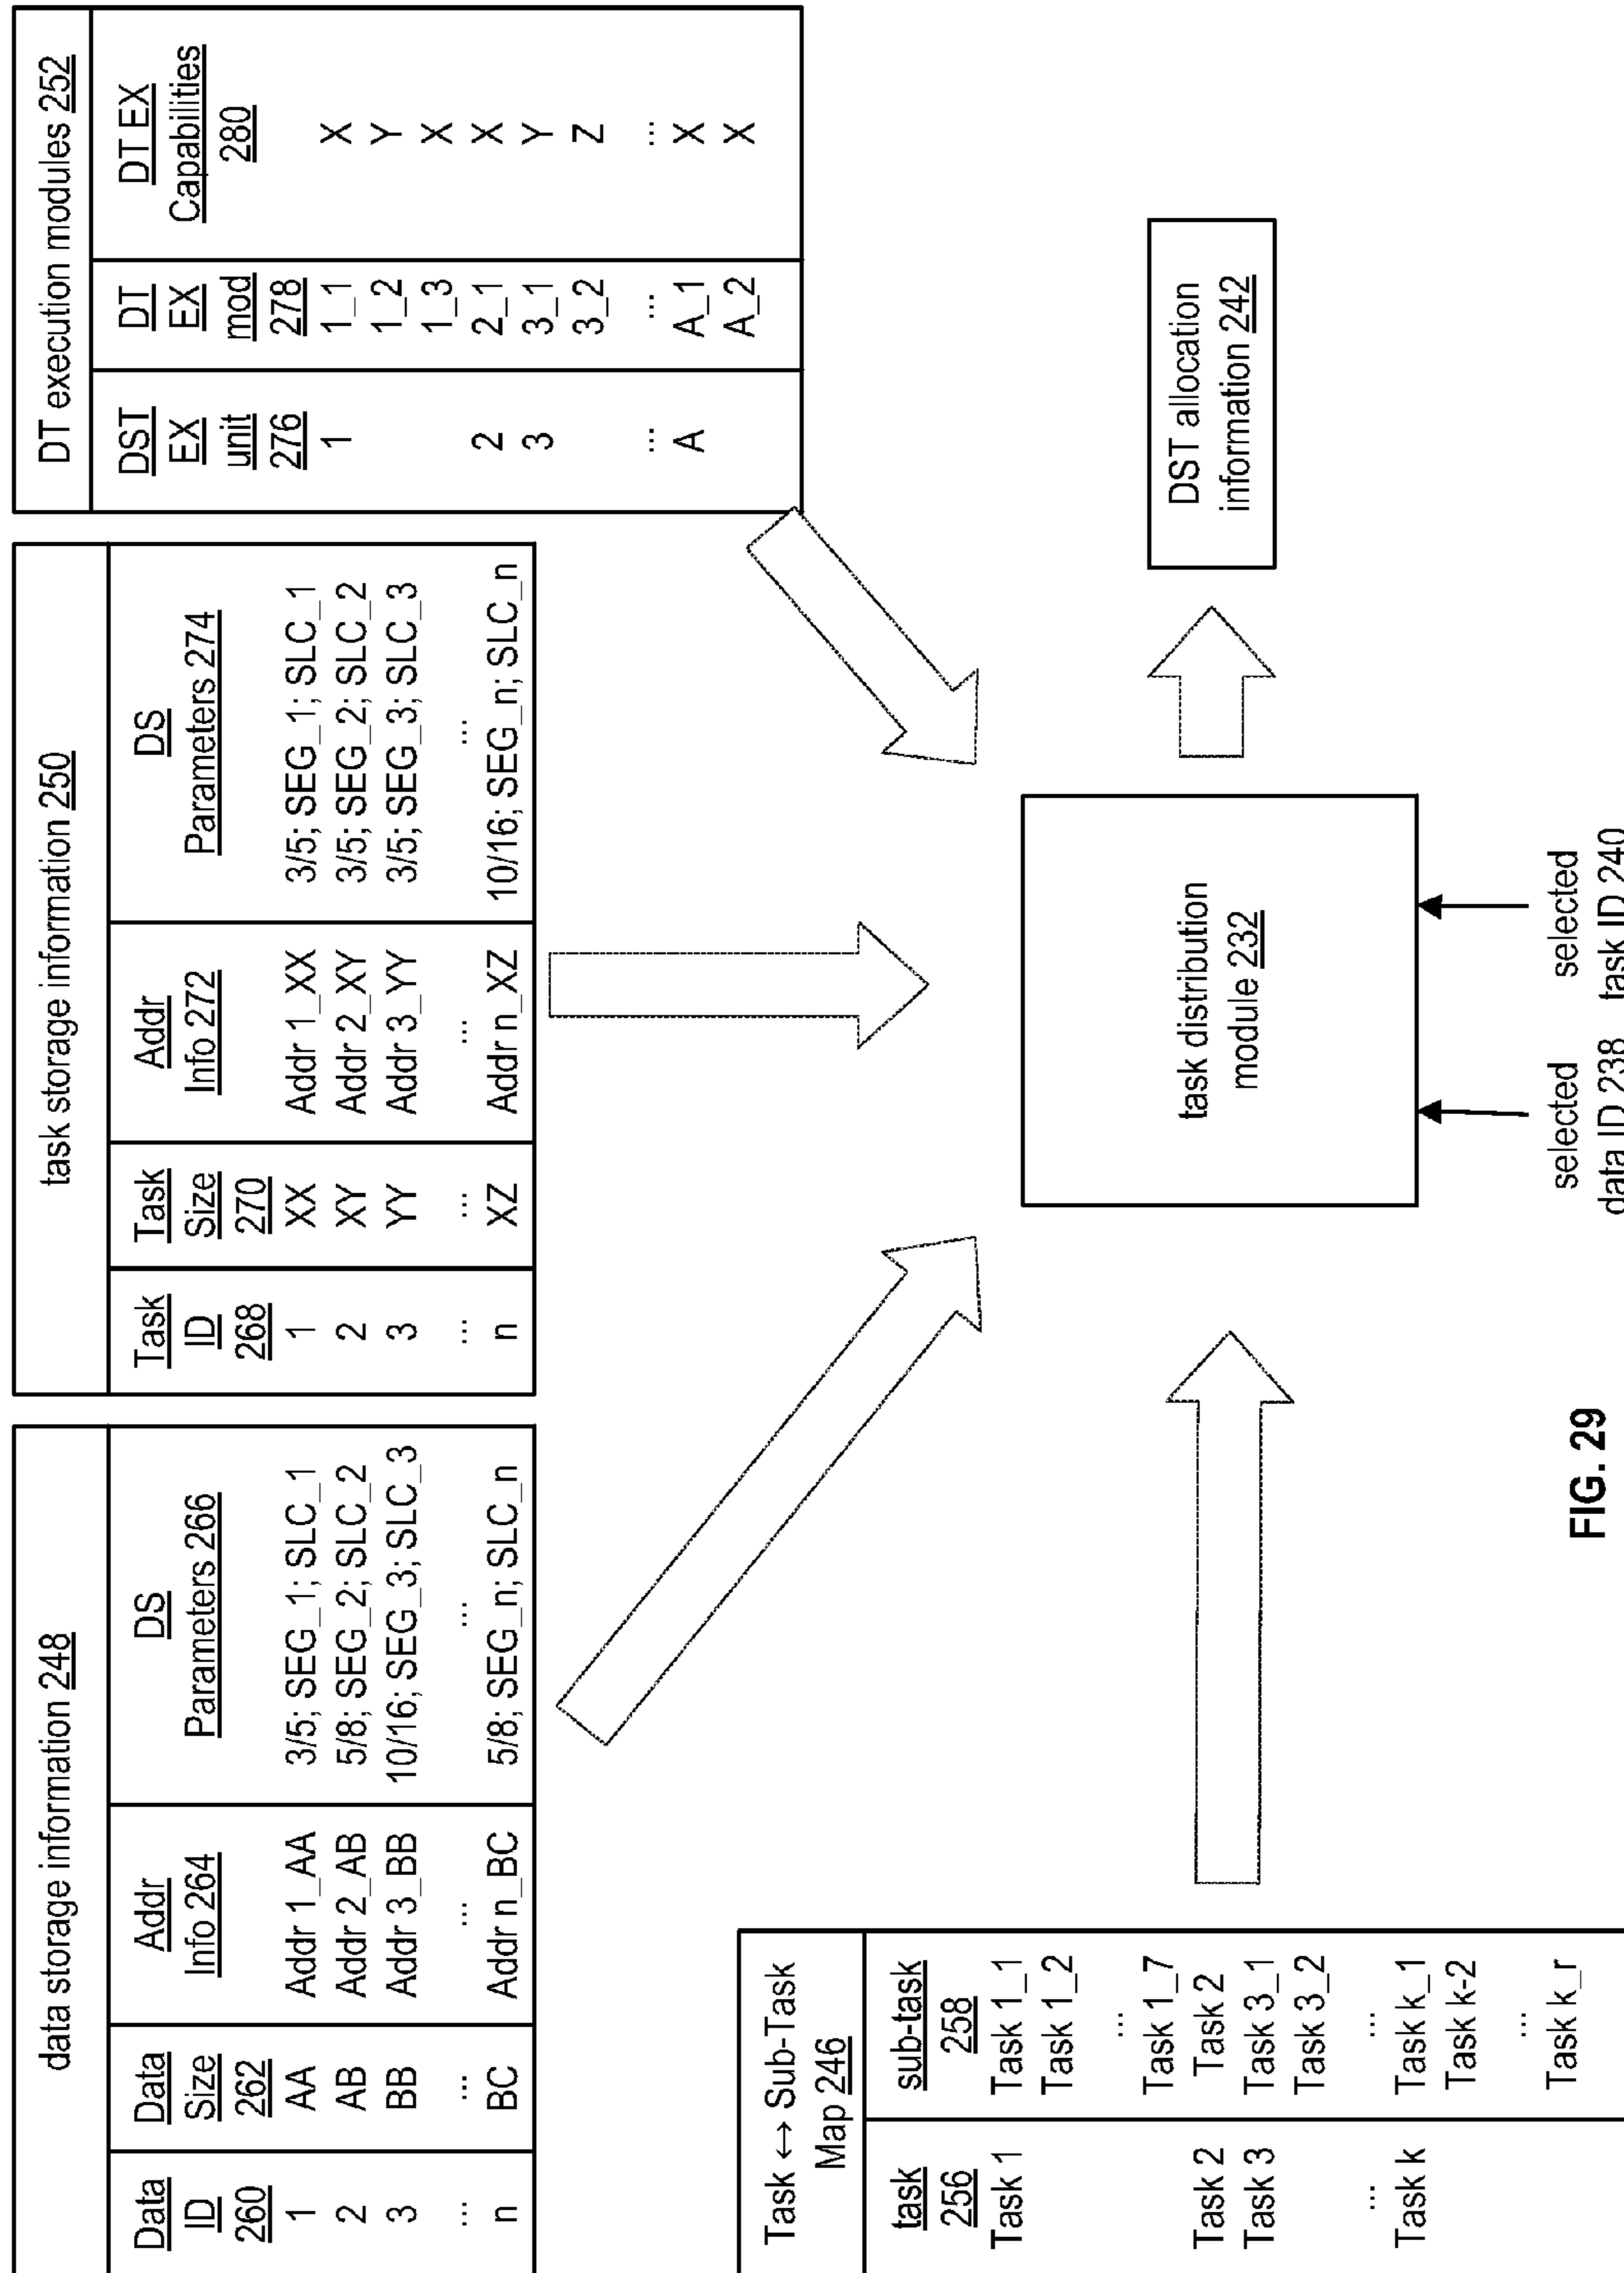 data storage information 248
Data ID 260 Data Size 262 Addr Info 264 DS Parameters 266
1 AA Addr 1_AA 3/5; SEG_1; SLC_1
2 AB Addr 2_AB 5/8; SEG_2; SLC_2
3 BB Addr 3_BB 10/16; SEG_3; SLC_3
... ... ... ...
n BC Addr n_BC 5/8; SEG_n; SLC_n
task storage information 250
Task ID 268 Task Size 270 Addr Info 272 DS Parameters 274
1 XX Addr 1_XX 3/5; SEG_1; SLC_1
2 XY Addr 2_XY 3/5; SEG_2; SLC_2
3 YY Addr 3_YY 3/5; SEG_3; SLC_3
... ... ... ...
n XZ Addr n_XZ 10/16; SEG_n; SLC_n
DT execution modules 252
DST EX unit 276 DT EX mod 278 DT EX Capabilities 280
1 1_1 X
1_2 Y
1_3 X
2 2_1 X
3 3_1 Y
3_2 Z
... ... ...
A A_1 X
A_2 X
Task ↔ Sub-Task
Map 246
task 256 sub-task 258
Task 1 Task 1_1
Task 1_2
...
Task 1_7
Task 2 Task 2
Task 3 Task 3_1
Task 3_2
... ...
Task k Task k_1
Task k-2
...
Task k_r
task distribution
module 232
DST allocation
information 242
selected
data ID 238
selected
task ID 240
FIG. 29